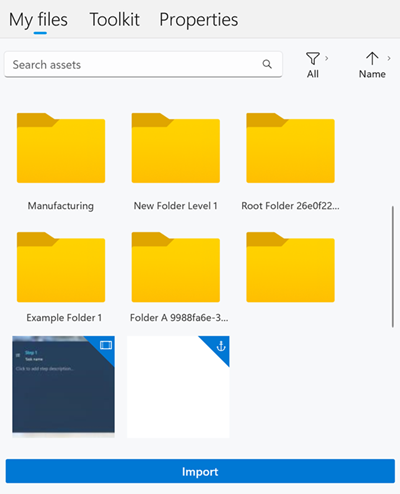 My files Toolkit Properties
Search assets
All
Name
Manufacturing
New Folder Level 1
Root Folder 26e0f22...
Example Folder 1
Folder A 9988fa6e-3...
Step 1
Task name
Click to add step description...
Import